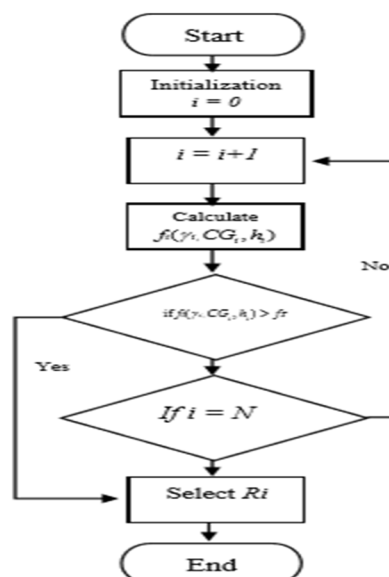 Start
Initialization
i = 0
i = i+1
Calculate
fi(γi, CGi, hi)
No
if fi(γi, CGi, hi) > fT
Yes
If i = N
Select Ri
End